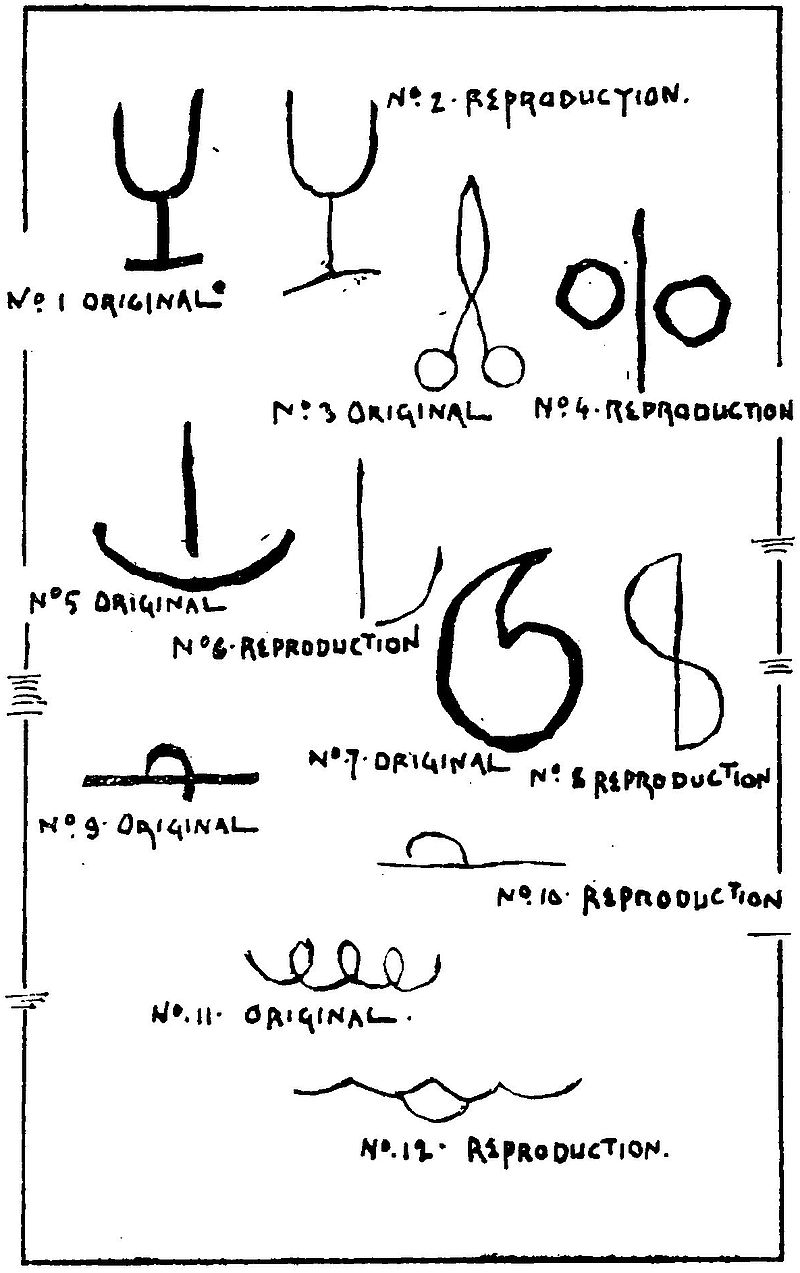 No. 2. REPRODUCTION.
No. 1 ORIGINAL
No. 3 ORIGINAL
No. 4. REPRODUCTION
No 5 ORIGINAL
No 6. REPRODUCTION
No. 7. ORIGINAL
No. 8 REPRODUCTION
No. 9. ORIGINAL
No. 10. REPRODUCTION
No. 11. ORIGINAL.
No. 12. REPRODUCTION.